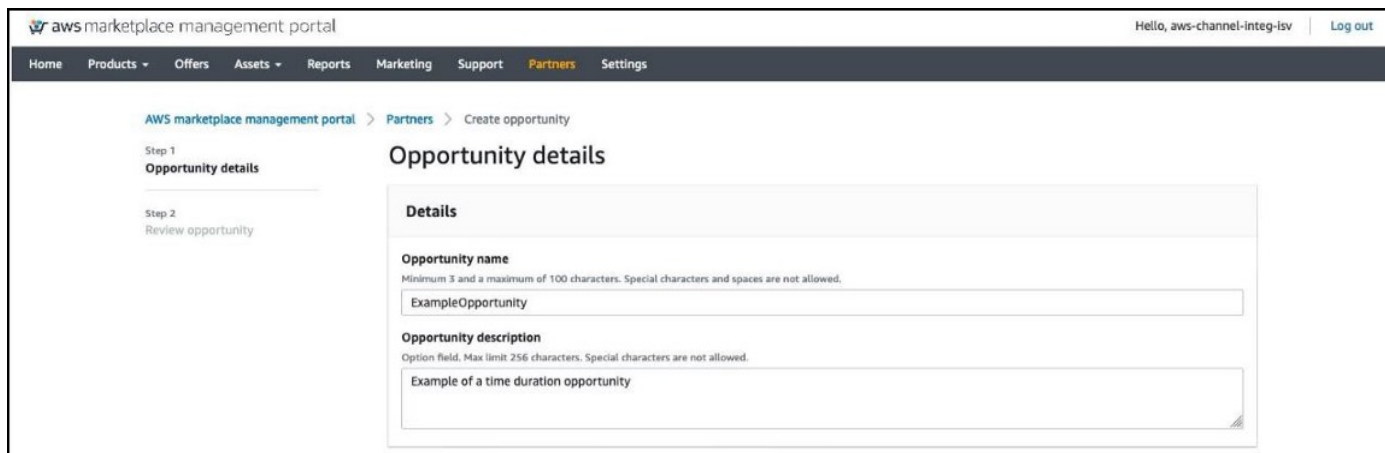 aws marketplace management portal
Hello, aws-channel-integ-isv
Log out
Home Products Offers Assets Reports Marketing Support Partners Settings
AWS marketplace management portal > Partners > Create opportunity
Step 1
Opportunity details
Step 2
Review opportunity
Opportunity details
Details
Opportunity name
Minimum 3 and a maximum of 100 characters. Special characters and spaces are not allowed.
ExampleOpportunity
Opportunity description
Option field. Max limit 256 characters. Special characters are not allowed.
Example of a time duration opportunity